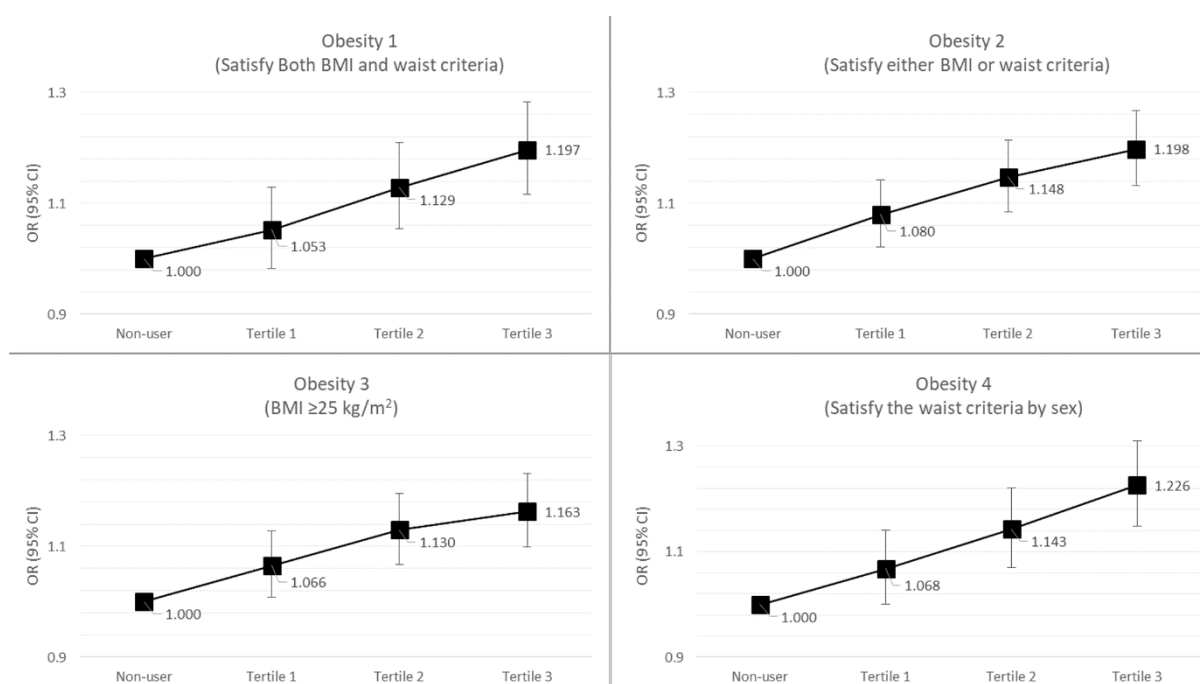 Obesity 1
(Satisfy Both BMI and waist criteria)
1.3
1.1
0.9
OR (95% CI)
1.000
1.053
1.129
1.197
Non-user Tertile 1 Tertile 2 Tertile 3
Obesity 2
(Satisfy either BMI or waist criteria)
1.3
1.1
0.9
OR (95% CI)
1.000
1.080
1.148
1.198
Non-user Tertile 1 Tertile 2 Tertile 3
Obesity 3
(BMI ≥25 kg/m²)
1.3
1.1
0.9
OR (95% CI)
1.000
1.066
1.130
1.163
Non-user Tertile 1 Tertile 2 Tertile 3
Obesity 4
(Satisfy the waist criteria by sex)
1.3
1.1
0.9
OR (95% CI)
1.000
1.068
1.143
1.226
Non-user Tertile 1 Tertile 2 Tertile 3